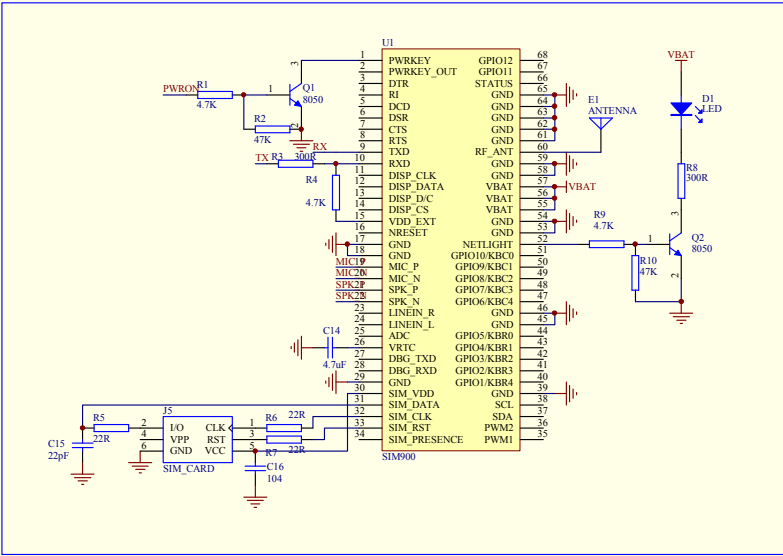 U1
PWRON
R1
4.7K
R2
47K
Q1
8050
1
2
3
RX
TX
R3
300R
R4
4.7K
1 PWRKEY GPIO12 68
2 PWRKEY_OUT GPIO11 67
3 DTR STATUS 66
4 RI GND 65
5 DCD GND 64
6 DSR GND 63
7 CTS GND 62
8 RTS GND 61
9 TXD RF_ANT 60
10 RXD GND 59
11 DISP_CLK GND 58
12 DISP_DATA VBAT 57
13 DISP_D/C VBAT 56
14 DISP_CS VBAT 55
15 VDD_EXT GND 54
16 NRESET GND 53
17 GND NETLIGHT 52
18 GND GPIO10/KBC0 51
MIC_P 19 MIC_P GPIO9/KBC1 50
MIC_N 20 MIC_N GPIO8/KBC2 49
SPK_P 21 SPK_P GPIO7/KBC3 48
SPK_N 22 SPK_N GPIO6/KBC4 47
23 LINEIN_R GND 46
24 LINEIN_L GND 45
25 ADC GPIO5/KBR0 44
26 VRTC GPIO4/KBR1 43
27 DBG_TXD GPIO3/KBR2 42
28 DBG_RXD GPIO2/KBR3 41
29 GND GPIO1/KBR4 40
30 SIM_VDD GND 39
31 SIM_DATA SCL 38
32 SIM_CLK SDA 37
33 SIM_RST PWM2 36
34 SIM_PRESENCE PWM1 35
SIM900
C14
4.7uF
R5
22R
C15
22pF
J5
2 I/O CLK 1
4 VPP RST 3
6 GND VCC 5
SIM_CARD
R6
22R
R7
22R
C16
104
E1
ANTENNA
VBAT
VBAT
D1
LED
R8
300R
R9
4.7K
R10
47K
Q2
8050
1
2
3